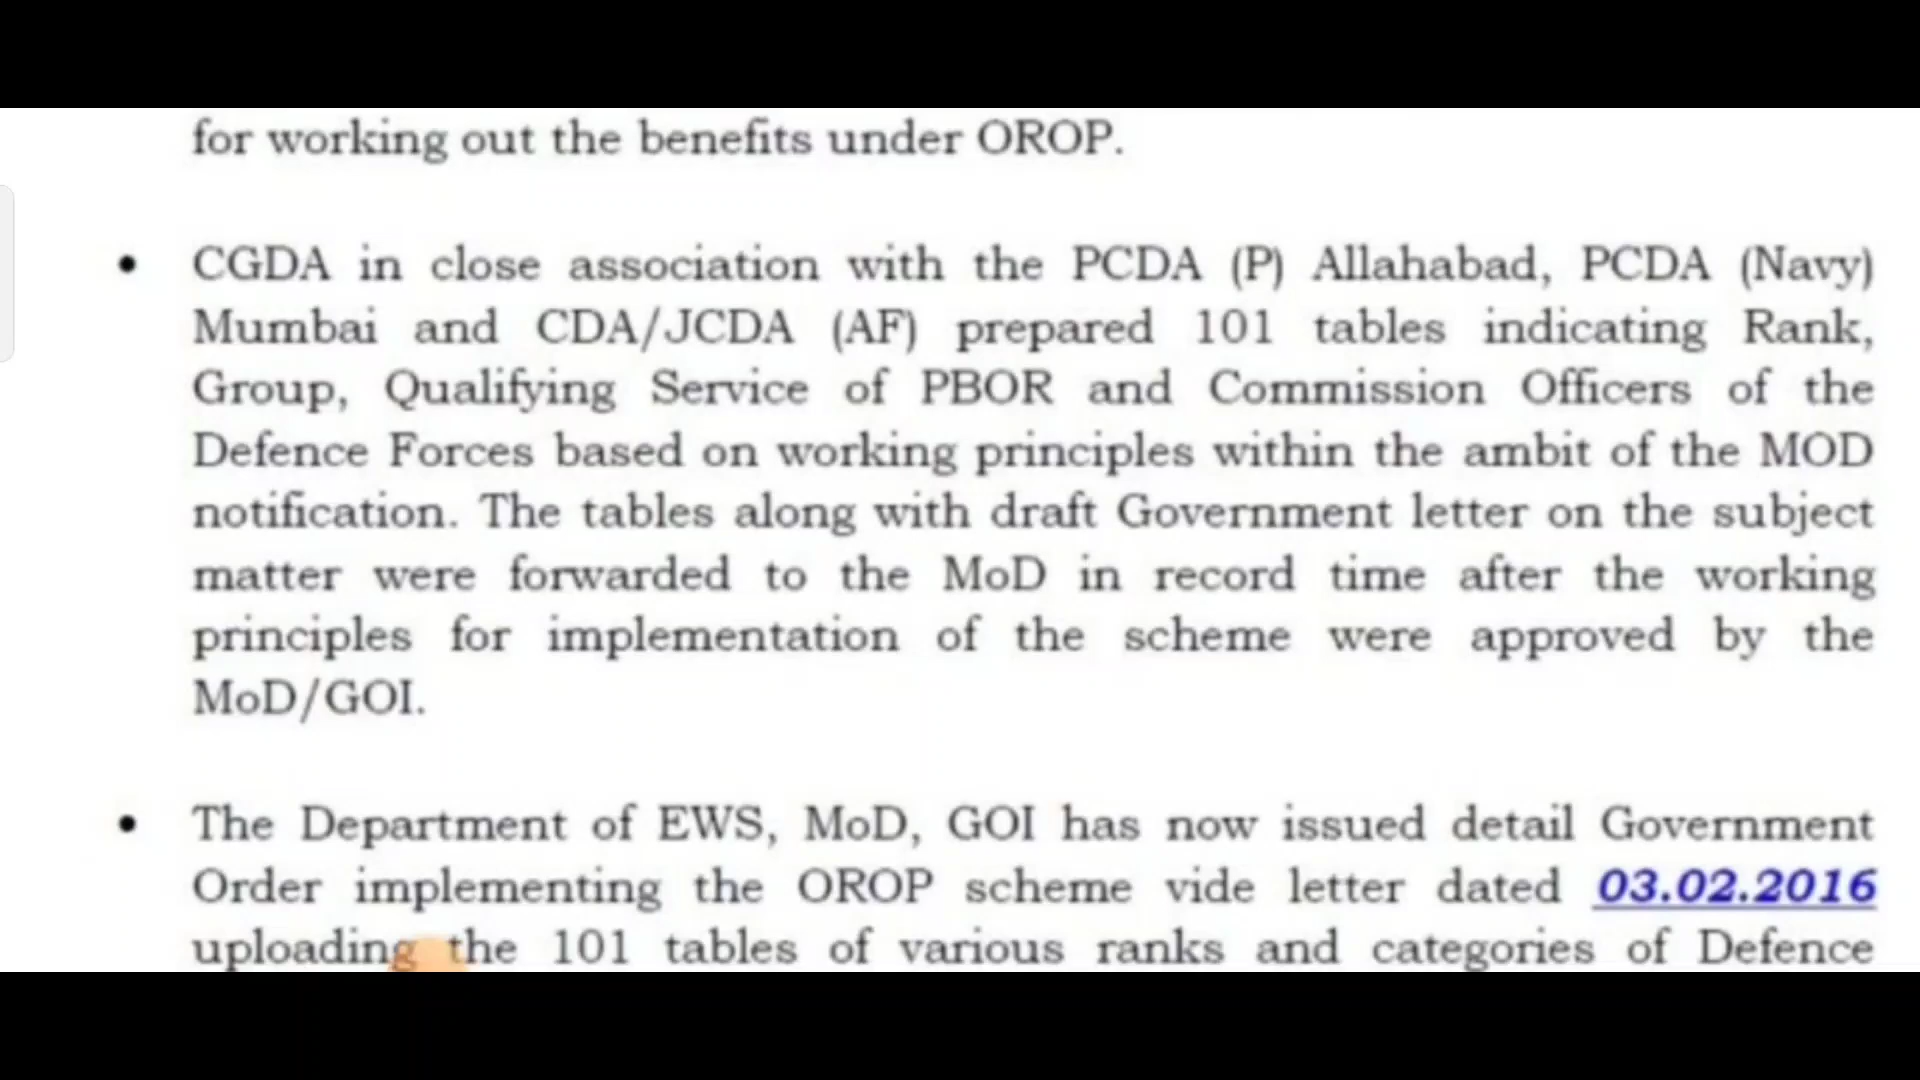 for working out the benefits under OROP.
• CGDA in close association with the PCDA (P) Allahabad, PCDA (Navy)
Mumbai and CDA/JCDA (AF) prepared 101 tables indicating Rank,
Group, Qualifying Service of PBOR and Commission Officers of the
Defence Forces based on working principles within the ambit of the MOD
notification. The tables along with draft Government letter on the subject
matter were forwarded to the MoD in record time after the working
principles for implementation of the scheme were approved by the
MoD/GOI.
• The Department of EWS, MoD, GOI has now issued detail Government
Order implementing the OROP scheme vide letter dated 03.02.2016
uploading the 101 tables of various ranks and categories of Defence